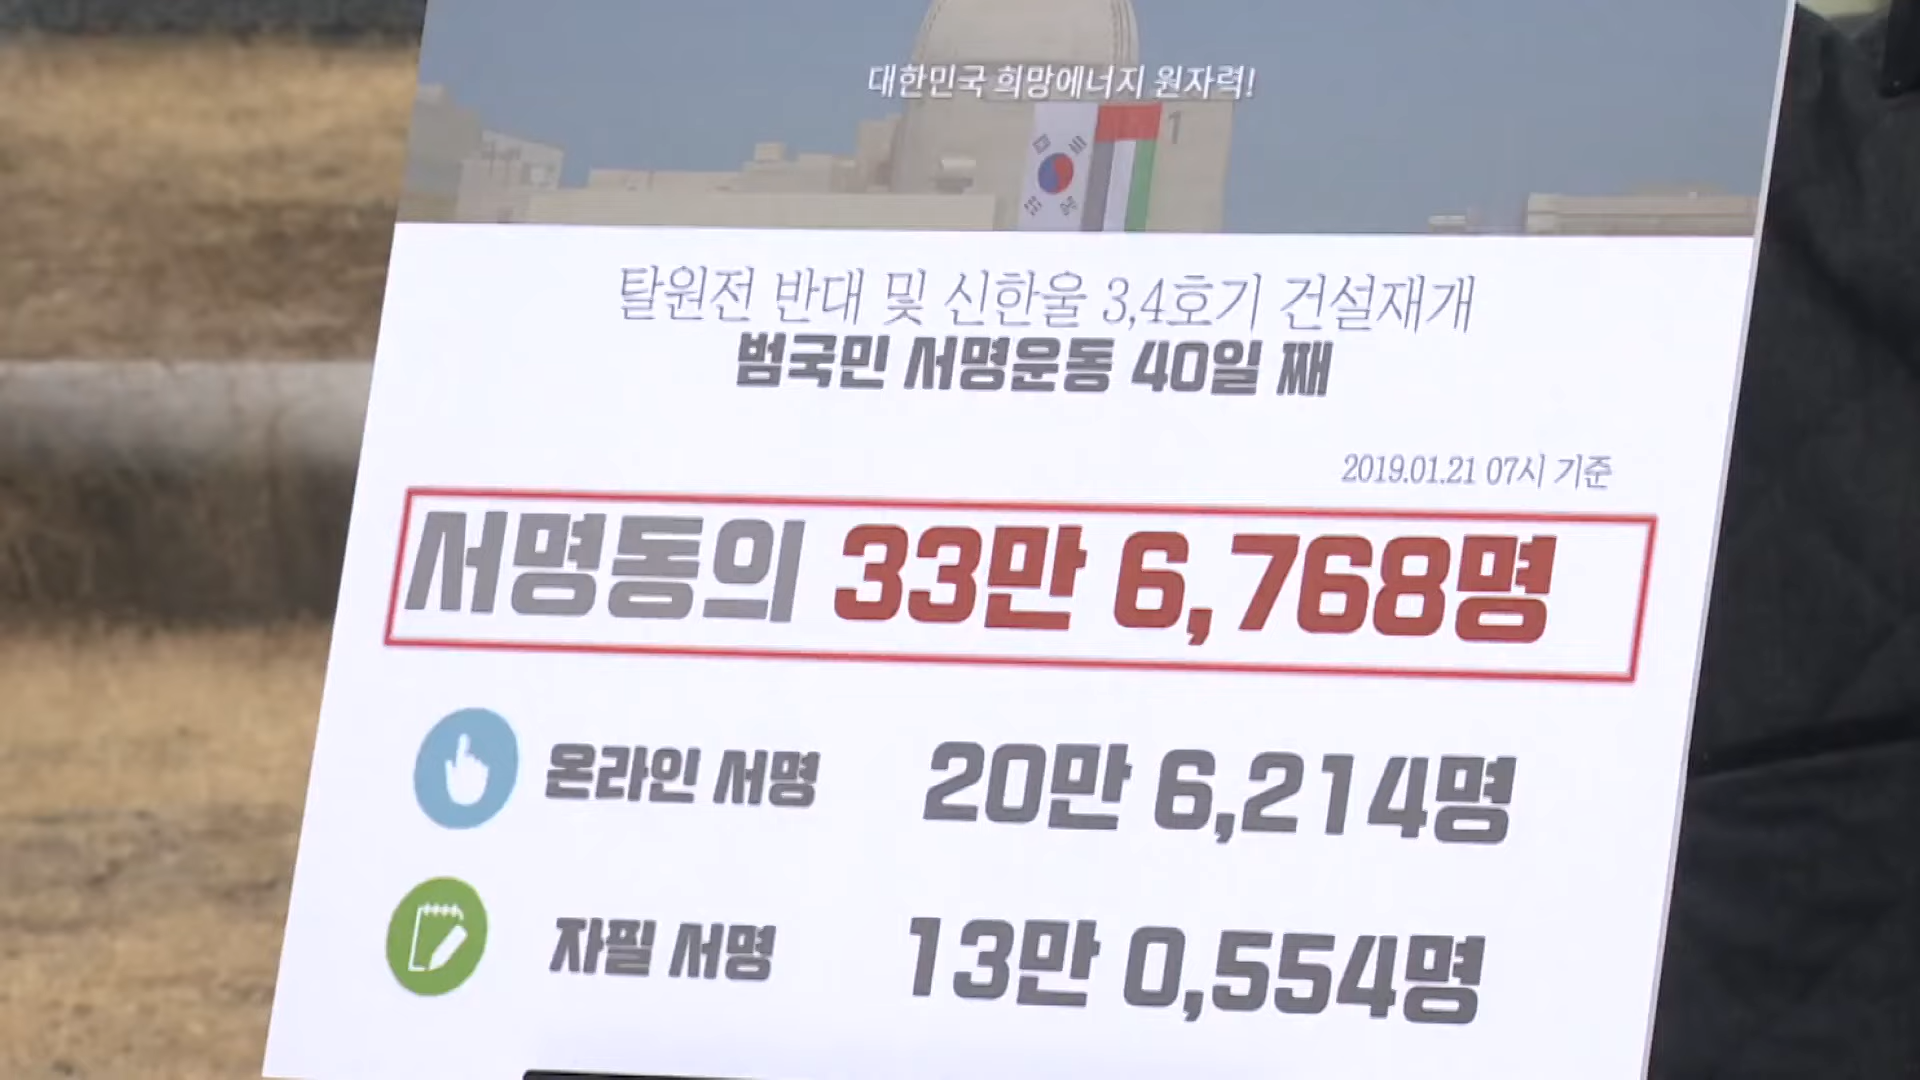 대한민국 희망에너지 원자력!
1
탈원전 반대 및 신한울 3,4호기 건설재개
범국민 서명운동 40일 째
2019.01.21 07시 기준
서명동의 33만 6,768명
온라인 서명 20만 6,214명
자필 서명 13만 0,554명